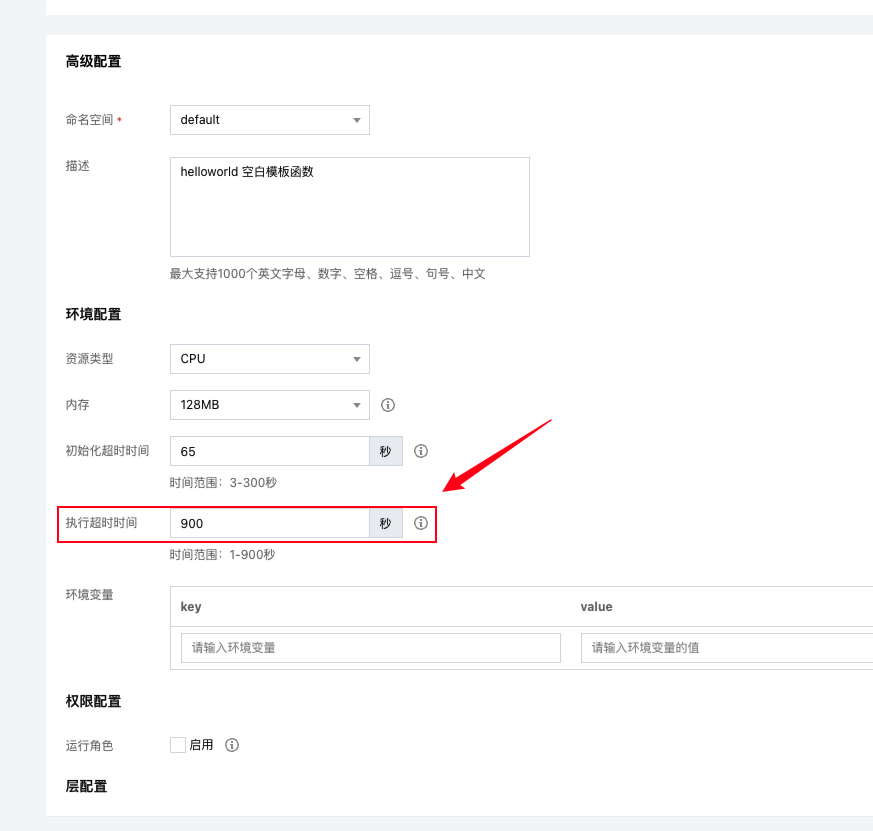 高级配置
命名空间 * default
描述 helloworld 空白模板函数
最大支持1000个英文字母、数字、空格、逗号、句号、中文
环境配置
资源类型 CPU
内存 128MB
初始化超时时间 65 秒
时间范围：3-300秒
执行超时时间 900 秒
时间范围：1-900秒
环境变量 key value
请输入环境变量 请输入环境变量的值
权限配置
运行角色 启用
层配置